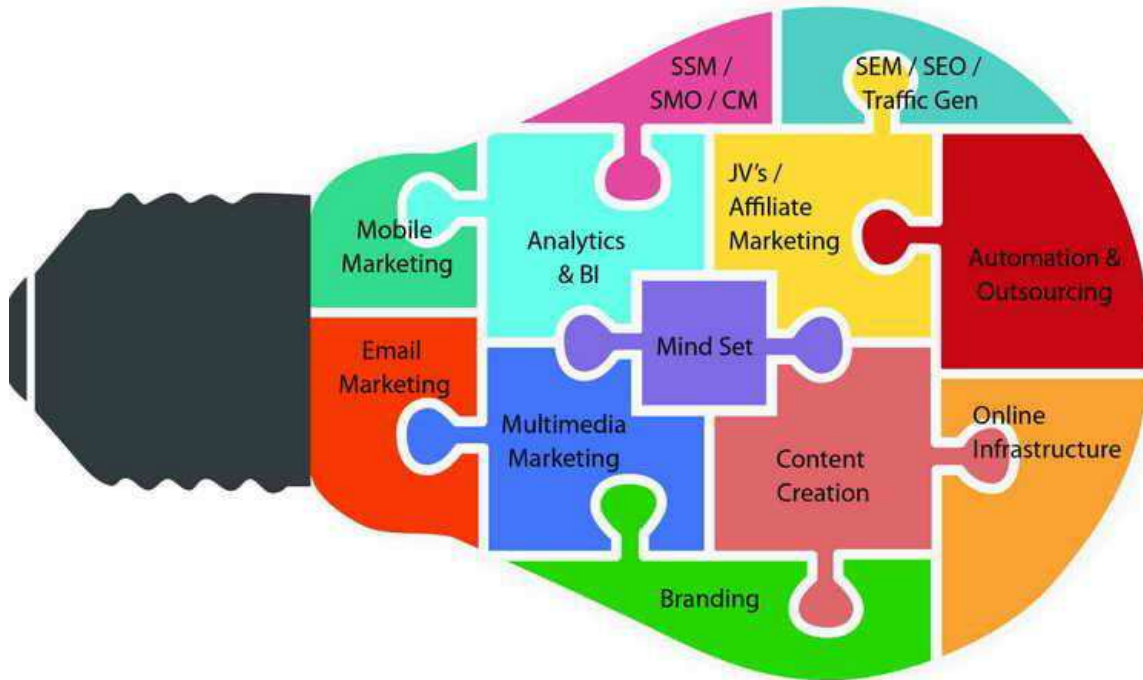 SSM /
SMO / CM
SEM / SEO /
Traffic Gen
Mobile
Marketing
Analytics
& BI
JV's /
Affiliate
Marketing
Automation &
Outsourcing
Mind Set
Email
Marketing
Multimedia
Marketing
Content
Creation
Online
Infrastructure
Branding